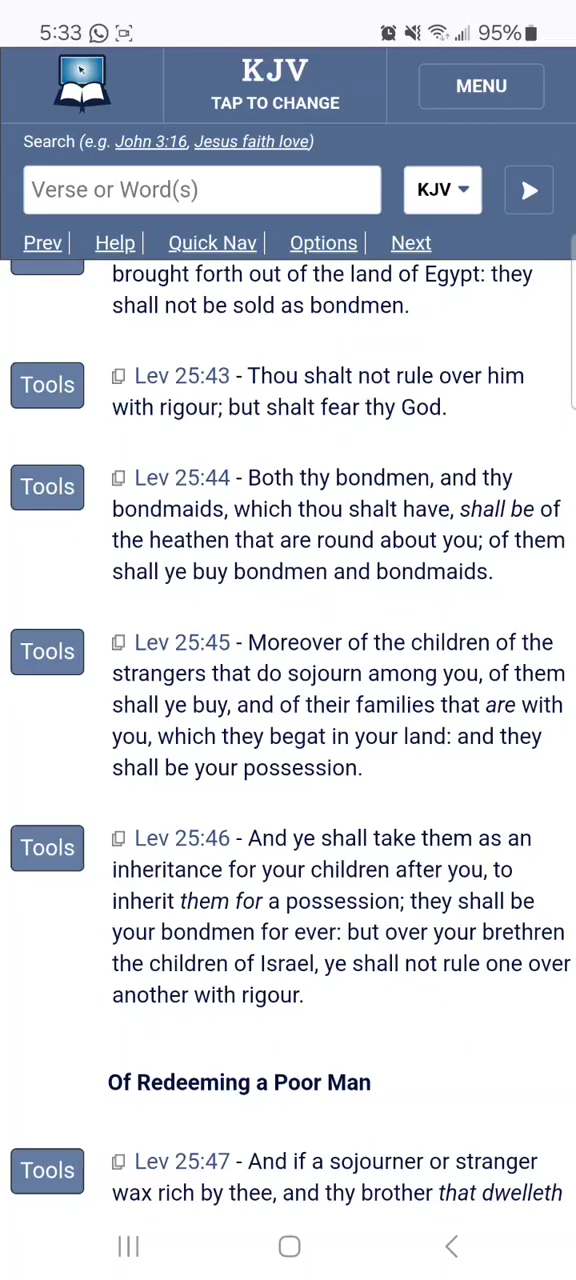 5:33 95%
KJV
TAP TO CHANGE
MENU
Search (e.g. John 3:16, Jesus faith love)
Verse or Word(s)
KJV
Prev | Help | Quick Nav | Options | Next
brought forth out of the land of Egypt: they
shall not be sold as bondmen.
Tools
Lev 25:43 - Thou shalt not rule over him
with rigour; but shalt fear thy God.
Tools
Lev 25:44 - Both thy bondmen, and thy
bondmaids, which thou shalt have, shall be of
the heathen that are round about you; of them
shall ye buy bondmen and bondmaids.
Tools
Lev 25:45 - Moreover of the children of the
strangers that do sojourn among you, of them
shall ye buy, and of their families that are with
you, which they begat in your land: and they
shall be your possession.
Tools
Lev 25:46 - And ye shall take them as an
inheritance for your children after you, to
inherit them for a possession; they shall be
your bondmen for ever: but over your brethren
the children of Israel, ye shall not rule one over
another with rigour.
Of Redeeming a Poor Man
Tools
Lev 25:47 - And if a sojourner or stranger
wax rich by thee, and thy brother that dwelleth